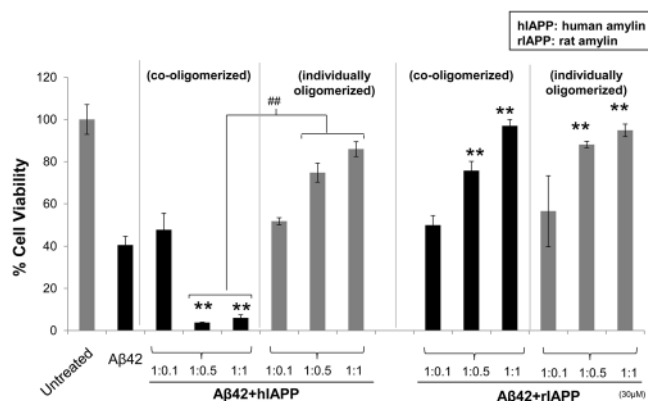 hIAPP: human amylin
rIAPP: rat amylin
(co-oligomerized)
(individually
oligomerized)
(co-oligomerized)
(individually
oligomerized)
% Cell Viability
120
100
80
60
40
20
0
##
**
**
**
**
**
**
Untreated
Aβ42
1:0.1 1:0.5 1:1
1:0.1 1:0.5 1:1
1:0.1 1:0.5 1:1
1:0.1 1:0.5 1:1
Aβ42+hIAPP
Aβ42+rIAPP
(30μM)